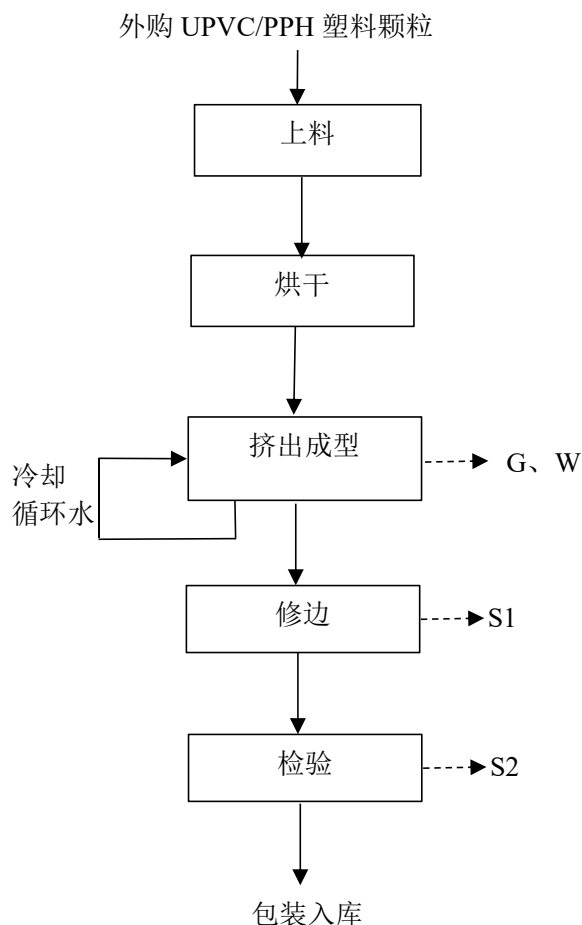 外购 UPVC/PPH 塑料颗粒
上料
烘干
挤出成型
G、W
冷却
循环水
修边
S1
检验
S2
包装入库